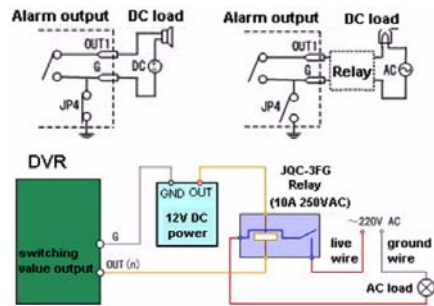 Alarm output
DC load
OUT1
G
DC
JP4
Alarm output
DC load
OUT1
G
Relay
AC
JP4
DVR
switching
value output
G
OUT(n)
GND OUT
12V DC
power
JQC-3FG
Relay
(10A 250VAC)
~220V AC
live
wire
ground
wire
AC load